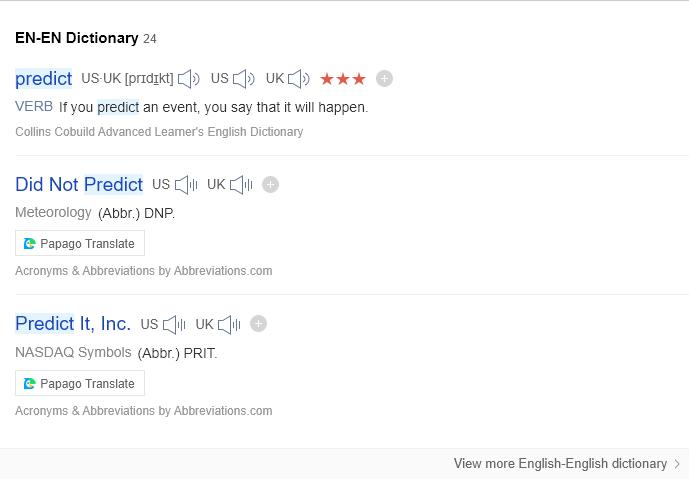 EN-EN Dictionary 24
predict US·UK [prɪdɪkt] US UK ★★★
VERB If you predict an event, you say that it will happen.
Collins Cobuild Advanced Learner's English Dictionary
Did Not Predict US UK
Meteorology (Abbr.) DNP.
Papago Translate
Acronyms & Abbreviations by Abbreviations.com
Predict It, Inc. US UK
NASDAQ Symbols (Abbr.) PRIT.
Papago Translate
Acronyms & Abbreviations by Abbreviations.com
View more English-English dictionary